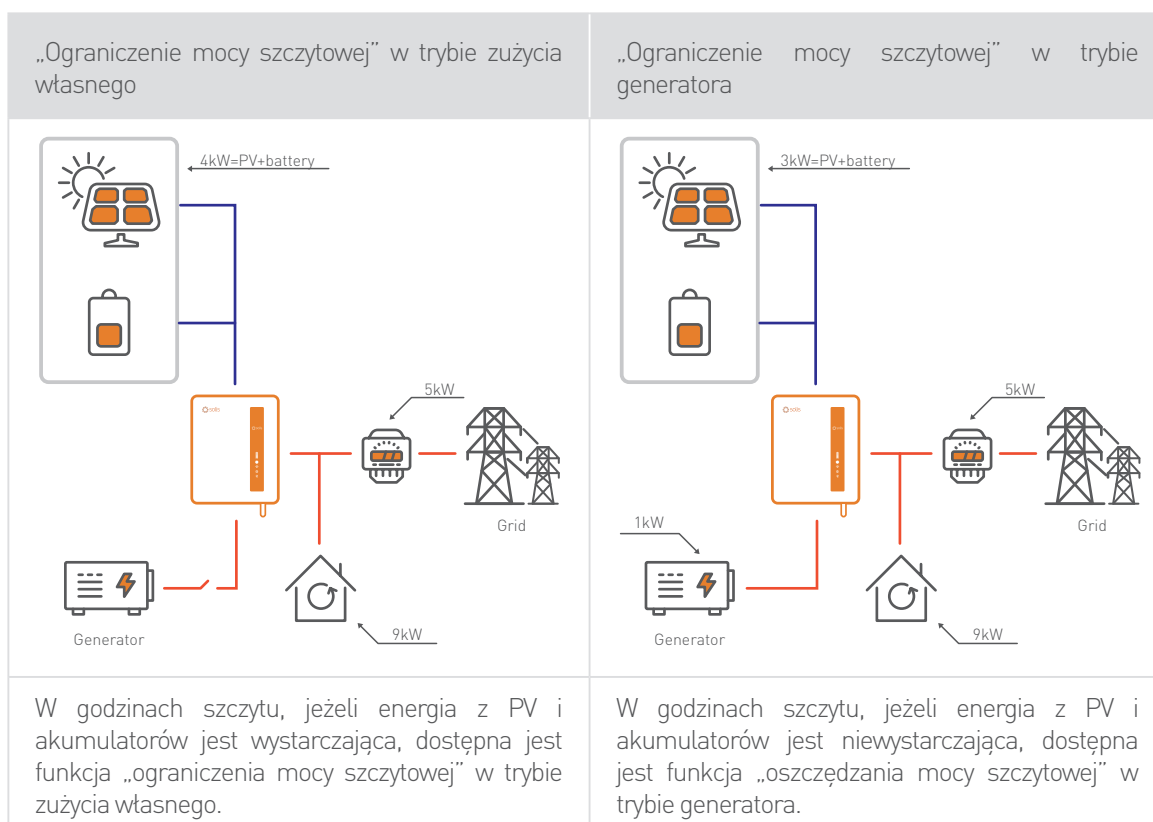 „Ograniczenie mocy szczytowej” w trybie zużycia
własnego
„Ograniczenie mocy szczytowej” w trybie
generatora
4kW=PV+battery
solis
5kW
Grid
Generator
9kW
3kW=PV+battery
solis
5kW
1kW
Grid
Generator
9kW
W godzinach szczytu, jeżeli energia z PV i
akumulatorów jest wystarczająca, dostępna jest
funkcja „ograniczenia mocy szczytowej” w trybie
zużycia własnego.
W godzinach szczytu, jeżeli energia z PV i
akumulatorów jest niewystarczająca, dostępna
jest funkcja „oszczędzania mocy szczytowej” w
trybie generatora.